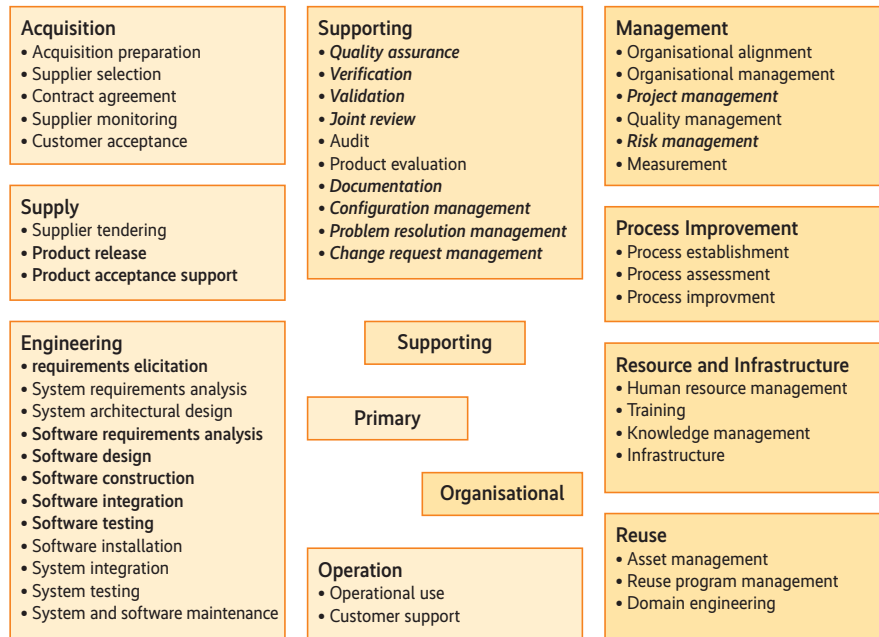 Acquisition
• Acquisition preparation
• Supplier selection
• Contract agreement
• Supplier monitoring
• Customer acceptance
Supply
• Supplier tendering
• Product release
• Product acceptance support
Engineering
• requirements elicitation
• System requirements analysis
• System architectural design
• Software requirements analysis
• Software design
• Software construction
• Software integration
• Software testing
• Software installation
• System integration
• System testing
• System and software maintenance
Supporting
• Quality assurance
• Verification
• Validation
• Joint review
• Audit
• Product evaluation
• Documentation
• Configuration management
• Problem resolution management
• Change request management
Supporting
Primary
Organisational
Operation
• Operational use
• Customer support
Management
• Organisational alignment
• Organisational management
• Project management
• Quality management
• Risk management
• Measurement
Process Improvement
• Process establishment
• Process assessment
• Process improvment
Resource and Infrastructure
• Human resource management
• Training
• Knowledge management
• Infrastructure
Reuse
• Asset management
• Reuse program management
• Domain engineering